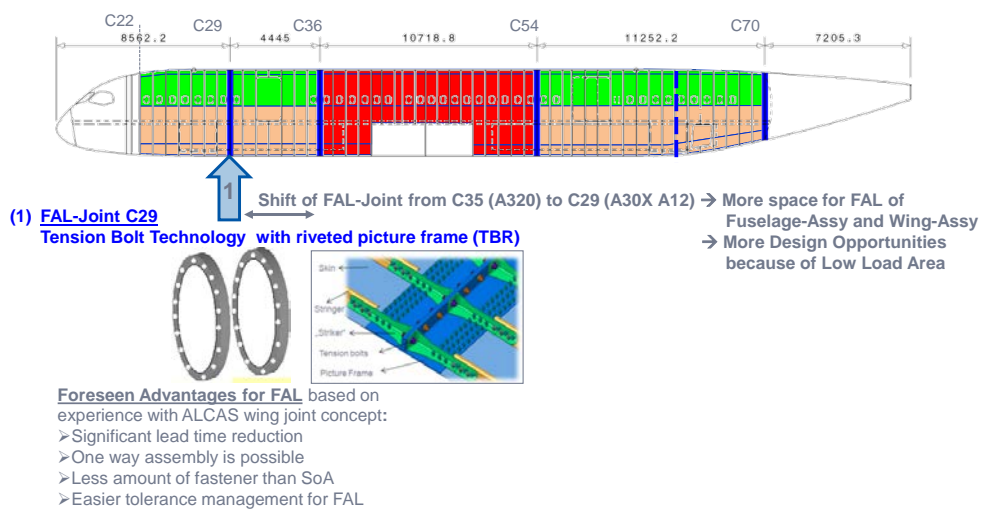 C22
C29
C36
C54
C70
8562.2
4445
10718.8
11252.2
7205.3
1
Shift of FAL-Joint from C35 (A320) to C29 (A30X A12) → More space for FAL of
Fuselage-Assy and Wing-Assy
→ More Design Opportunities
because of Low Load Area
(1) FAL-Joint C29
Tension Bolt Technology with riveted picture frame (TBR)
Skin
Stringer
„Striker“
Tension bolts
Picture Frame
Foreseen Advantages for FAL based on
experience with ALCAS wing joint concept:
➢Significant lead time reduction
➢One way assembly is possible
➢Less amount of fastener than SoA
➢Easier tolerance management for FAL